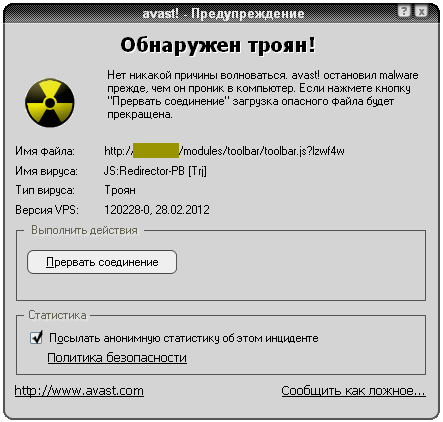 avast! - Предупреждение
Обнаружен троян!
Нет никакой причины волноваться. avast! остановил malware
прежде, чем он проник в компьютер. Если нажмете кнопку
"Прервать соединение" загрузка опасного файла будет
прекращена.
Имя файла: http:/ /modules/toolbar/toolbar.js?lzwf4w
Имя вируса: JS:Redirector-PB [Trj]
Тип вируса: Троян
Версия VPS: 120228-0, 28.02.2012
Выполнить действия
Прервать соединение
Статистика
Посылать анонимную статистику об этом инциденте
Политика безопасности
http://www.avast.com Сообщить как ложное...